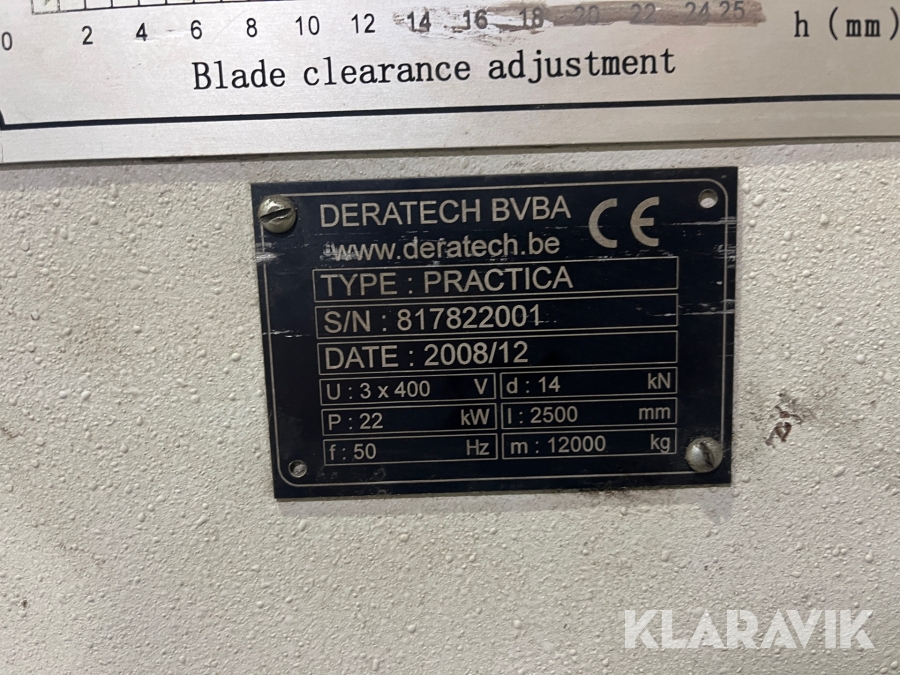 0 2 4 6 8 10 12 14 16 18 20 22 24 25 h (mm)
Blade clearance adjustment
DERATECH BVBA CE
www.deratech.be
TYPE : PRACTICA
S/N : 817822001
DATE : 2008/12
U : 3 x 400 V d : 14 kN
P : 22 kW l : 2500 mm
f : 50 Hz m : 12000 kg
KLARAVIK